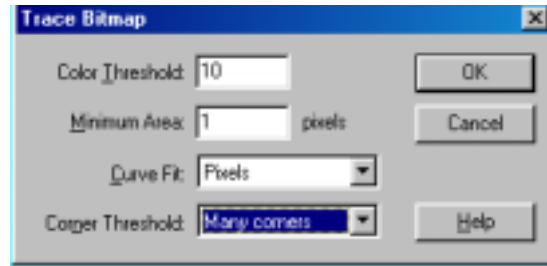 Trace Bitmap
Color Threshold: 10 OK
Minimum Area: 1 pixels Cancel
Curve Fit: Pixels
Corner Threshold: Many corners Help